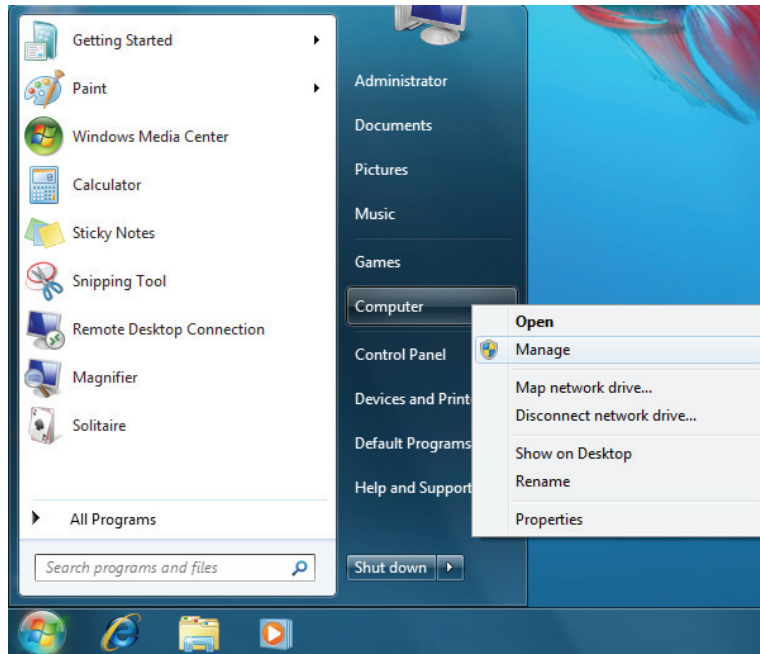 Getting Started
Paint
Windows Media Center
Calculator
Sticky Notes
Snipping Tool
Remote Desktop Connection
Magnifier
Solitaire
All Programs
Search programs and files
Administrator
Documents
Pictures
Music
Games
Computer
Control Panel
Devices and Print
Default Programs
Help and Support
Shut down
Open
Manage
Map network drive...
Disconnect network drive...
Show on Desktop
Rename
Properties